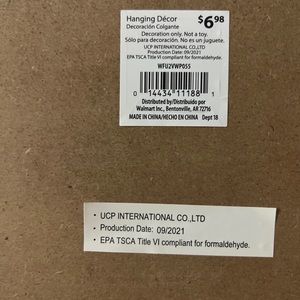 Hanging Décor
Decoración Colgante
$6.98
Decoration only. Not a toy.
Sólo para decoración. No es un juguete.
UCP INTERNATIONAL CO.,LTD
Production Date: 09/2021
EPA TSCA Title VI compliant for formaldehyde.
WFU2VWP055
0 14434 11188 1
Distributed by/Distribuido por
Walmart Inc., Bentonville, AR 72716
MADE IN CHINA/HECHO EN CHINA Dept 18
• UCP INTERNATIONAL CO.,LTD
• Production Date: 09/2021
• EPA TSCA Title VI compliant for formaldehyde.